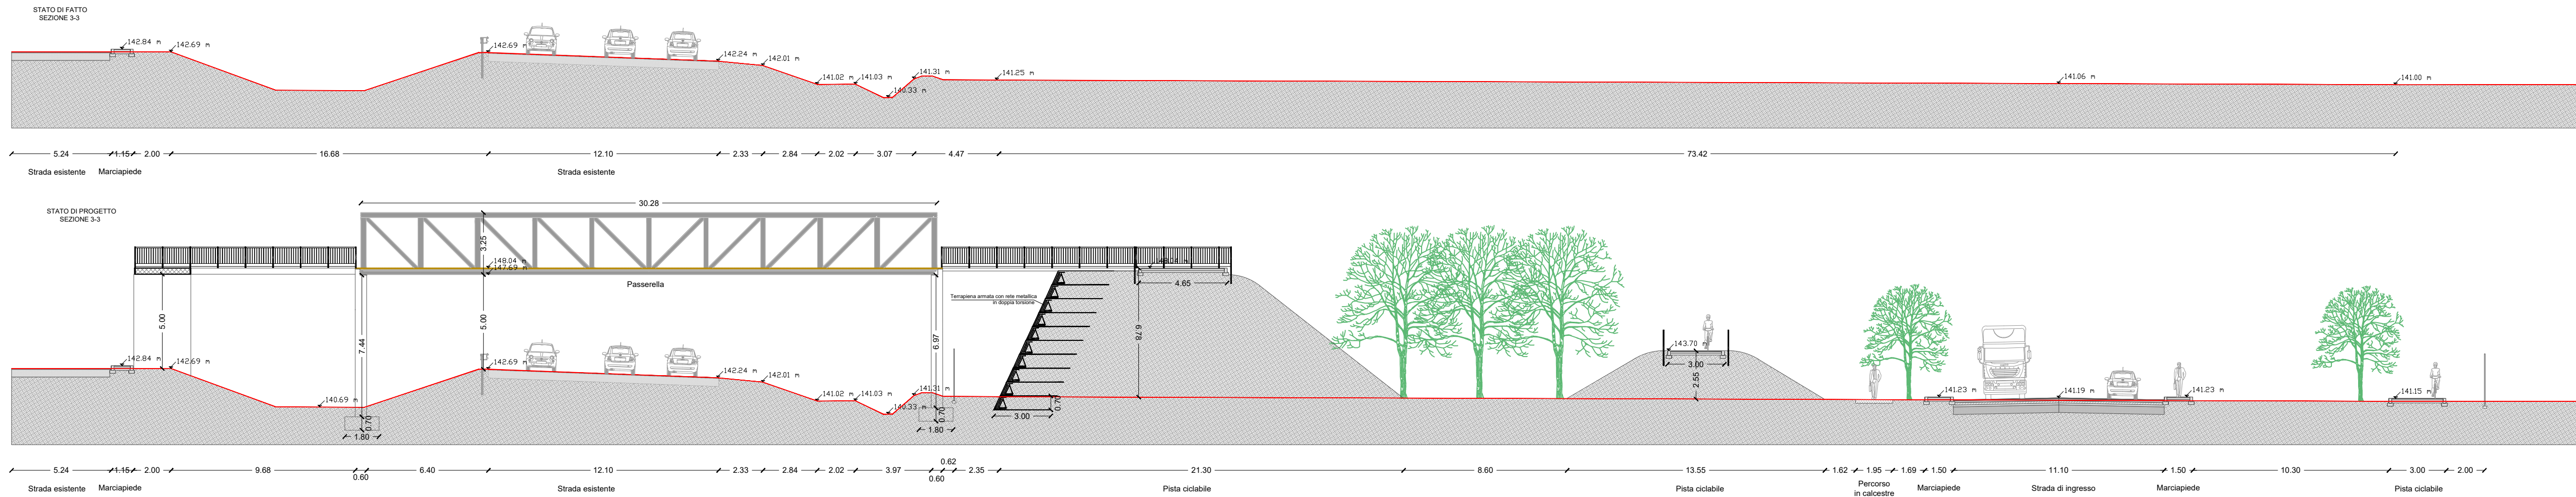 STATO DI FATTO
SEZIONE 3-3
142.84 m
142.69 m
142.69 m
142.24 m
142.01 m
141.02 m
141.03 m
140.33 m
141.31 m
141.25 m
141.06 m
141.00 m
5.24
1.15
2.00
16.68
12.10
2.33
2.84
2.02
3.07
4.47
73.42
Strada esistente
Marciapiede
Strada esistente
STATO DI PROGETTO
SEZIONE 3-3
30.28
3.25
148.04 m
147.69 m
Passerella
5.00
5.00
7.44
6.97
Terrapiena armata con rete metallica
in doppia torsione
4.65
6.78
142.84 m
142.69 m
140.69 m
142.69 m
142.24 m
142.01 m
141.02 m
141.03 m
140.33 m
141.31 m
0.70
1.80
0.70
1.80
3.00
0.70
143.70 m
3.00
2.55
141.23 m
141.19 m
141.23 m
141.15 m
5.24
1.15
2.00
9.68
0.60
6.40
12.10
2.33
2.84
2.02
3.97
0.60
0.62
2.35
21.30
8.60
13.55
1.62
1.95
1.69
1.50
11.10
1.50
10.30
3.00
2.00
Strada esistente
Marciapiede
Strada esistente
Pista ciclabile
Pista ciclabile
Percorso
in calcestre
Marciapiede
Strada di ingresso
Marciapiede
Pista ciclabile